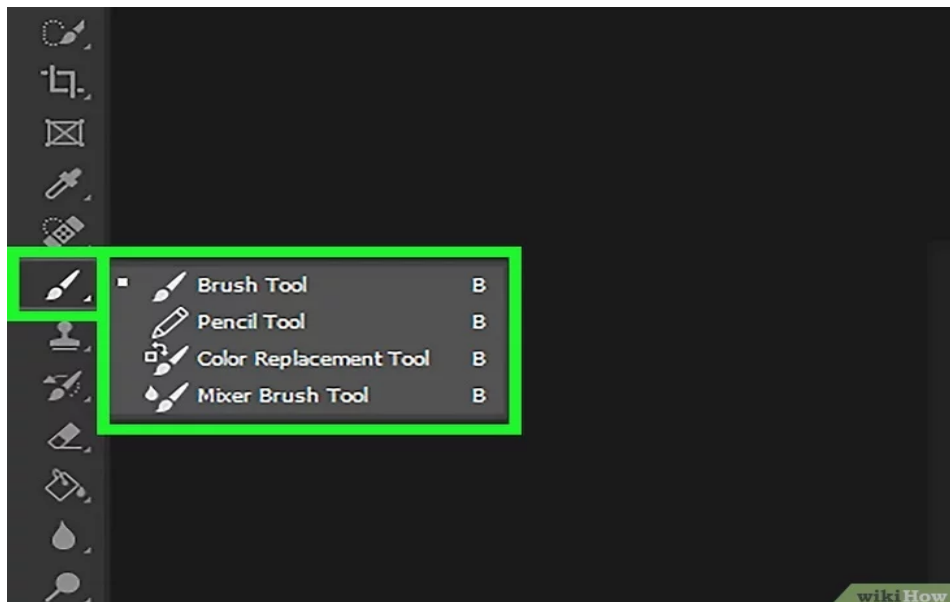 Brush Tool B
Pencil Tool B
Color Replacement Tool B
Mixer Brush Tool B
wikiHow